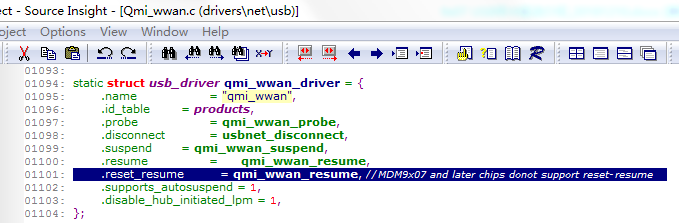 ect - Source Insight - [Qmi_wwan.c (drivers\net\usb)]
oject Options View Window Help
01093:
01094: static struct usb_driver qmi_wwan_driver = {
01095: .name = "qmi_wwan",
01096: .id_table = products,
01097: .probe = qmi_wwan_probe,
01098: .disconnect = usbnet_disconnect,
01099: .suspend = qmi_wwan_suspend,
01100: .resume = qmi_wwan_resume,
01101: .reset_resume = qmi_wwan_resume, //MDM9x07 and later chips donot support reset-resume
01102: .supports_autosuspend = 1,
01103: .disable_hub_initiated_lpm = 1,
01104: };